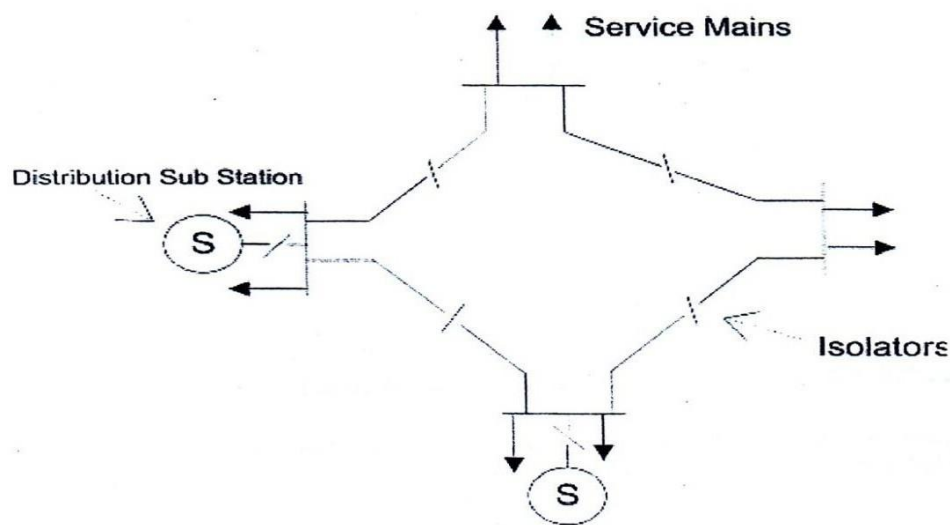 Service Mains
Distribution Sub Station
S
Isolators
S